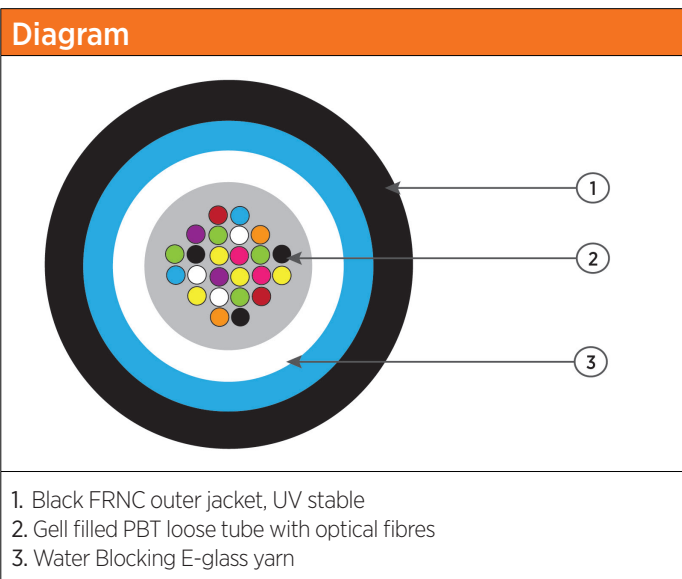 Diagram
1
2
3
1. Black FRNC outer jacket, UV stable
2. Gell filled PBT loose tube with optical fibres
3. Water Blocking E-glass yarn